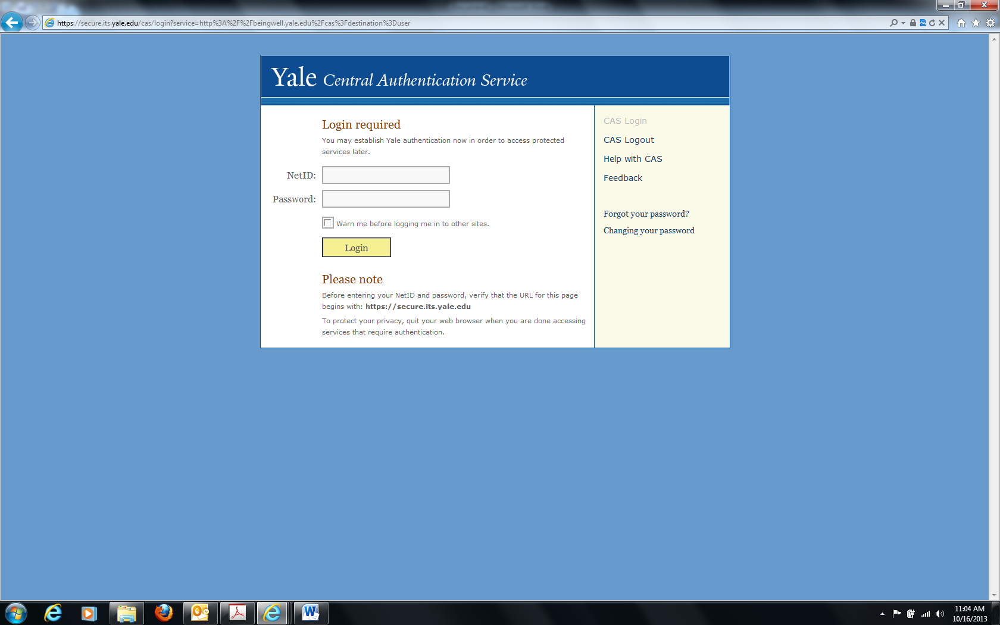 https://secure.its.yale.edu/cas/login?service=http%3A%2F%2Fbeingwell.yale.edu%2Fcas%3Fdestination%3Duser
Yale Central Authentication Service
Login required
You may establish Yale authentication now in order to access protected
services later.
NetID:
Password:
Warn me before logging me in to other sites.
Login
Please note
Before entering your NetID and password, verify that the URL for this page
begins with: https://secure.its.yale.edu
To protect your privacy, quit your web browser when you are done accessing
services that require authentication.
CAS Login
CAS Logout
Help with CAS
Feedback
Forgot your password?
Changing your password
11:04 AM
10/16/2013